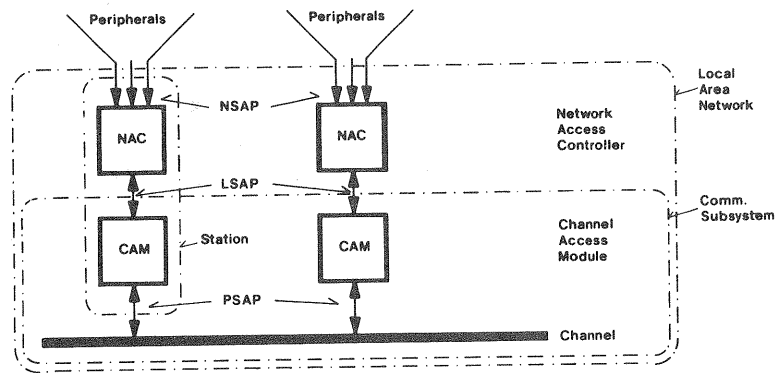 Peripherals
Peripherals
Local
Area
Network
NSAP
NAC
NAC
Network
Access
Controller
LSAP
Comm.
Subsystem
CAM
Station
CAM
Channel
Access
Module
PSAP
Channel